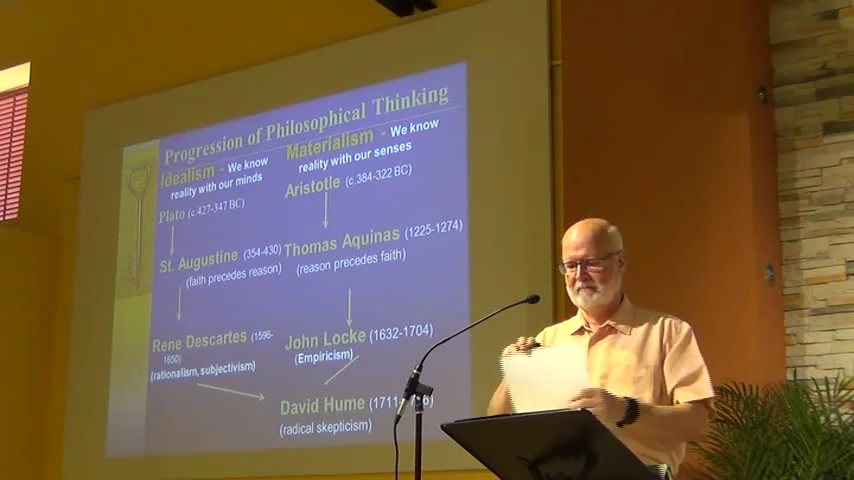 Progression of Philosophical Thinking
Idealism - We know
reality with our minds
Plato (c.427-347 BC)
St. Augustine (354-430)
(faith precedes reason)
Rene Descartes (1596-
1650)
(rationalism, subjectivism)
Materialism - We know
reality with our senses
Aristotle (c.384-322 BC)
Thomas Aquinas (1225-1274)
(reason precedes faith)
John Locke (1632-1704)
(Empiricism)
David Hume
(radical skepticism)